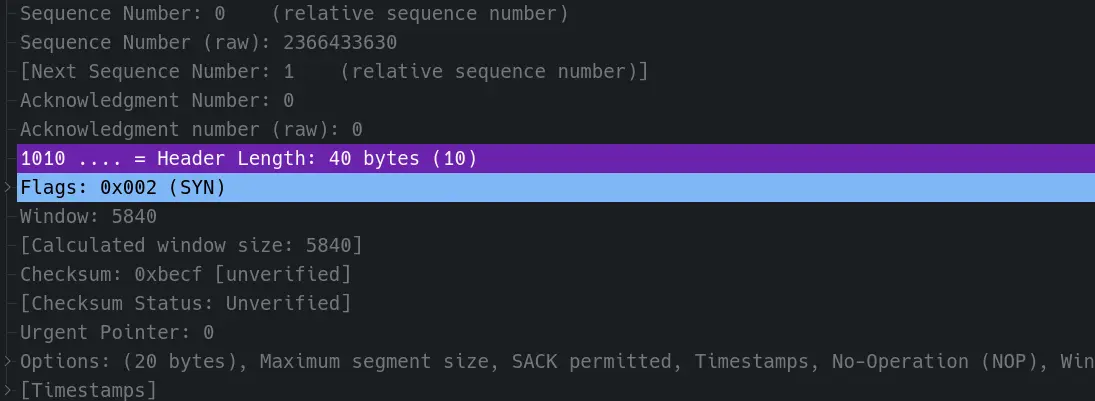 Sequence Number: 0    (relative sequence number)
Sequence Number (raw): 2366433630
[Next Sequence Number: 1    (relative sequence number)]
Acknowledgment Number: 0
Acknowledgment number (raw): 0
1010 .... = Header Length: 40 bytes (10)
Flags: 0x002 (SYN)
Window: 5840
[Calculated window size: 5840]
Checksum: 0xbecf [unverified]
[Checksum Status: Unverified]
Urgent Pointer: 0
Options: (20 bytes), Maximum segment size, SACK permitted, Timestamps, No-Operation (NOP), Win
[Timestamps]